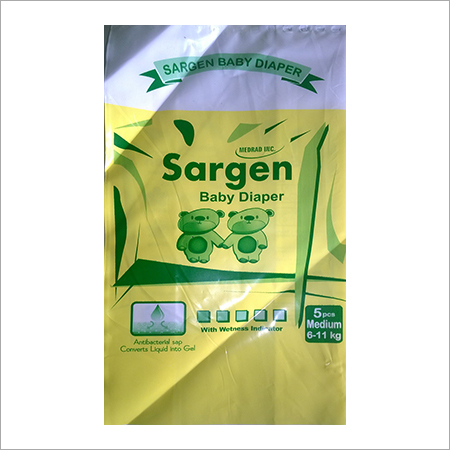 SARGEN BABY DIAPER
MEDRAD INC.
Sargen
Baby Diaper
5 pcs
Medium
6-11 kg
With Wetness Indicator
Antibacterial sap
Converts Liquid into Gel